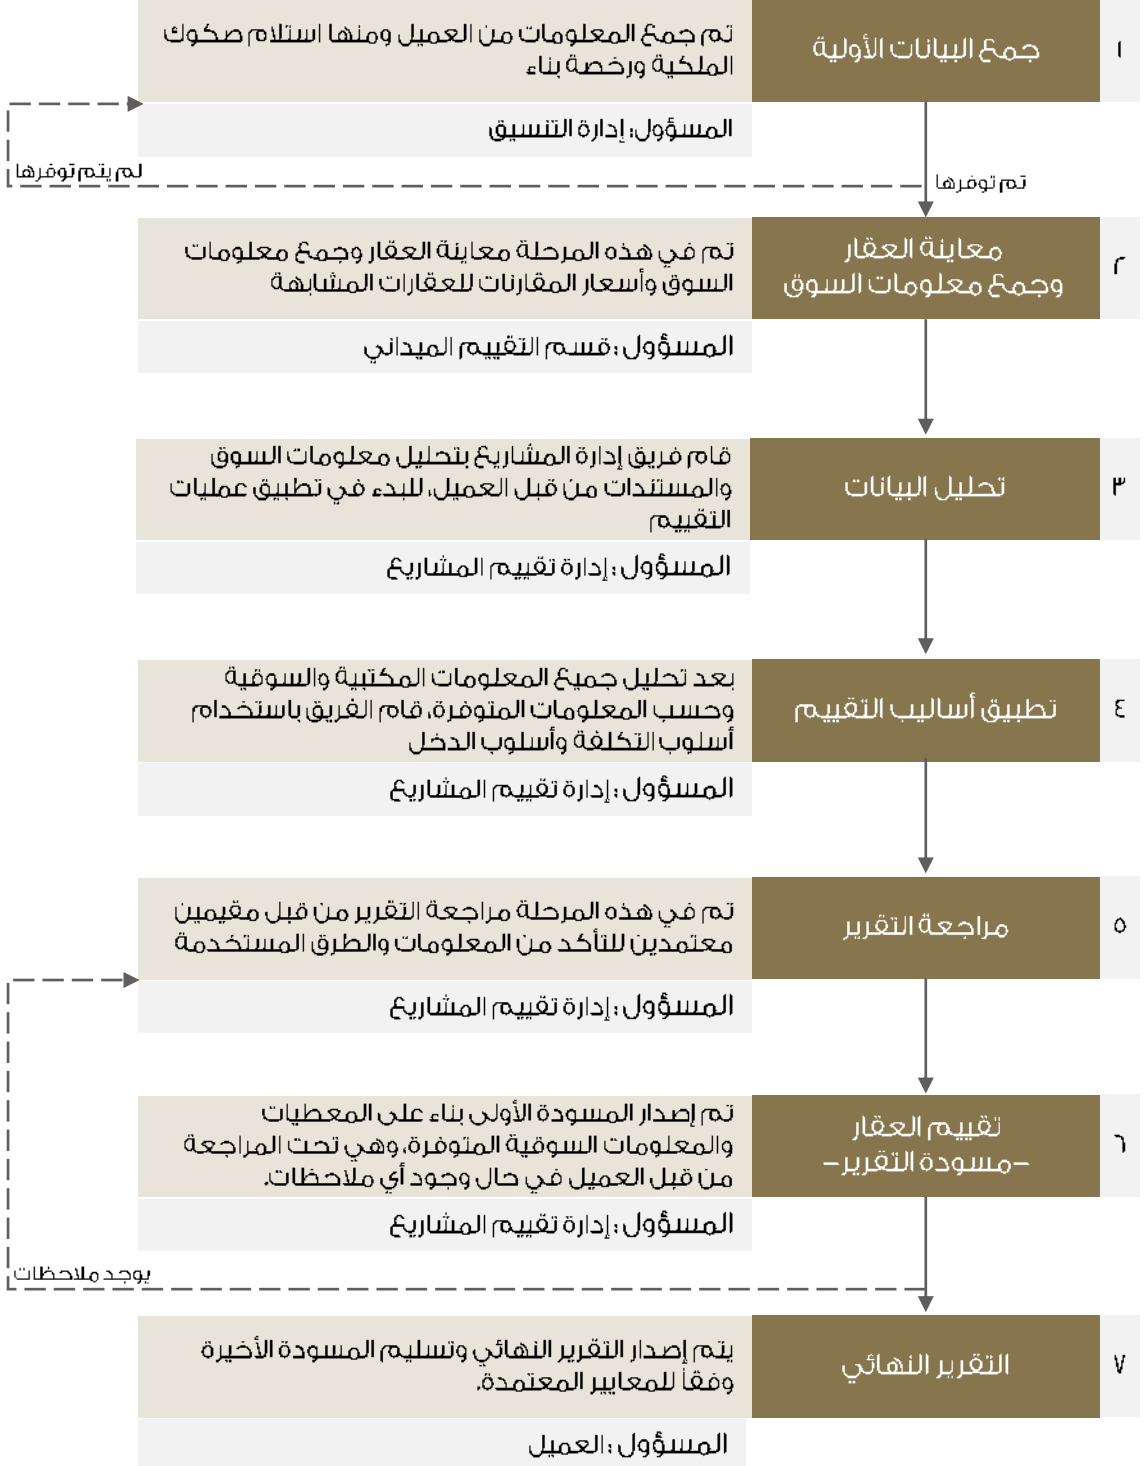 ١
جمع البيانات الأولية
تم جمع المعلومات من العميل ومنها استلام صكوك
الملكية ورخصة بناء
المسؤول: إدارة التنسيق
لم يتم توفرها
تم توفرها
٢
معاينة العقار
وجمع معلومات السوق
تم في هذه المرحلة معاينة العقار وجمع معلومات
السوق وأسعار المقارنات للعقارات المشابهة
المسؤول: قسم التقييم الميداني
٣
تحليل البيانات
قام فريق إدارة المشاريع بتحليل معلومات السوق
والمستندات من قبل العميل، للبدء في تطبيق عمليات
التقييم
المسؤول: إدارة تقييم المشاريع
٤
تطبيق أساليب التقييم
بعد تحليل جميع المعلومات المكتبية والسوقية
وحسب المعلومات المتوفرة، قام الفريق باستخدام
أسلوب التكلفة وأسلوب الدخل
المسؤول: إدارة تقييم المشاريع
٥
مراجعة التقرير
تم في هذه المرحلة مراجعة التقرير من قبل مقيمين
معتمدين للتأكد من المعلومات والطرق المستخدمة
المسؤول: إدارة تقييم المشاريع
٦
تقييم العقار
-مسودة التقرير-
تم إصدار المسودة الأولى بناء على المعطيات
والمعلومات السوقية المتوفرة، وهي تحت المراجعة
من قبل العميل في حال وجود أي ملاحظات.
المسؤول: إدارة تقييم المشاريع
يوجد ملاحظات
٧
التقرير النهائي
يتم إصدار التقرير النهائي وتسليم المسودة الأخيرة
وفقاً للمعايير المعتمدة.
المسؤول: العميل